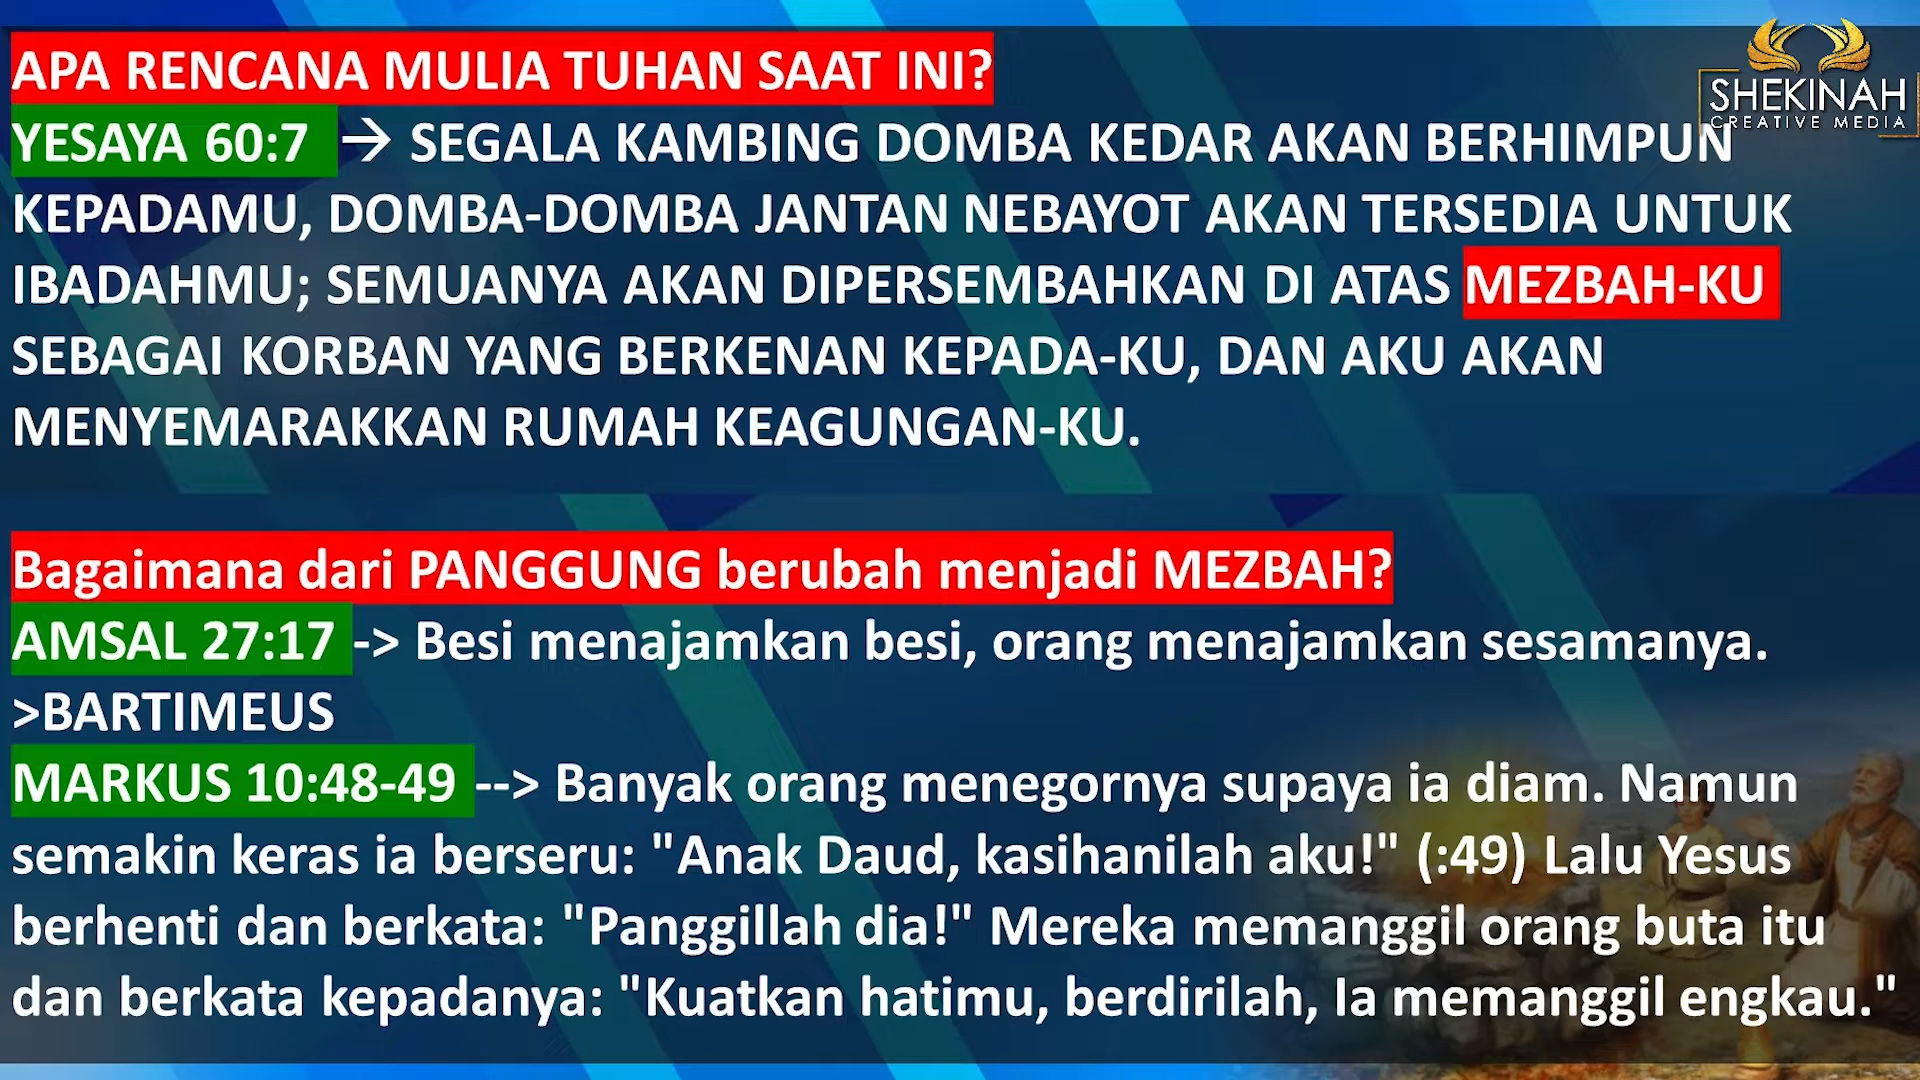 APA RENCANA MULIA TUHAN SAAT INI?
SHEKINAH
CREATIVE MEDIA
YESAYA 60:7 → SEGALA KAMBING DOMBA KEDAR AKAN BERHIMPUN
KEPADAMU, DOMBA-DOMBA JANTAN NEBAYOT AKAN TERSEDIA UNTUK
IBADAHMU; SEMUANYA AKAN DIPERSEMBAHKAN DI ATAS MEZBAH-KU
SEBAGAI KORBAN YANG BERKENAN KEPADA-KU, DAN AKU AKAN
MENYEMARAKKAN RUMAH KEAGUNGAN-KU.
Bagaimana dari PANGGUNG berubah menjadi MEZBAH?
AMSAL 27:17 -> Besi menajamkan besi, orang menajamkan sesamanya.
>BARTIMEUS
MARKUS 10:48-49 --> Banyak orang menegornya supaya ia diam. Namun
semakin keras ia berseru: "Anak Daud, kasihanilah aku!" (:49) Lalu Yesus
berhenti dan berkata: "Panggillah dia!" Mereka memanggil orang buta itu
dan berkata kepadanya: "Kuatkan hatimu, berdirilah, Ia memanggil engkau."